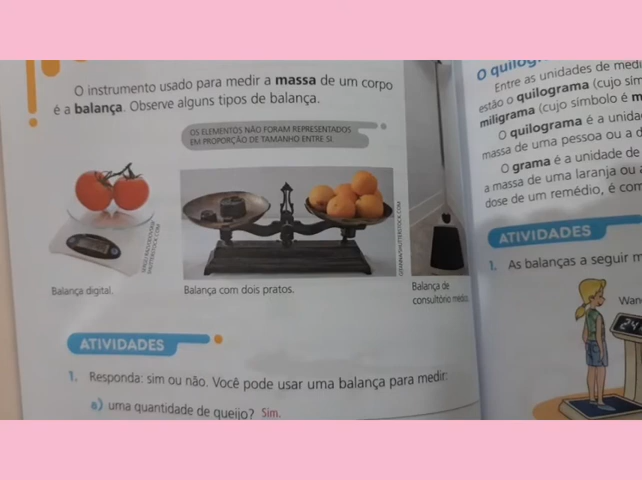 O instrumento usado para medir a massa de um corpo
é a balança. Observe alguns tipos de balança.
OS ELEMENTOS NÃO FORAM REPRESENTADOS
EM PROPORÇÃO DE TAMANHO ENTRE SI.
Balança digital.
Balança com dois pratos.
Balança de
consultório médico.
ATIVIDADES
1. Responda: sim ou não. Você pode usar uma balança para medir:
a) uma quantidade de queijo? Sim.
O
Entre as unidades de
estão o quilograma (cujo
miligrama (cujo símbolo é
O quilograma é a
massa de uma pessoa ou a
O grama é a unidade de
a massa de uma laranja ou
dose de um remédio, é
ATIVIDADES
1. As balanças a seguir